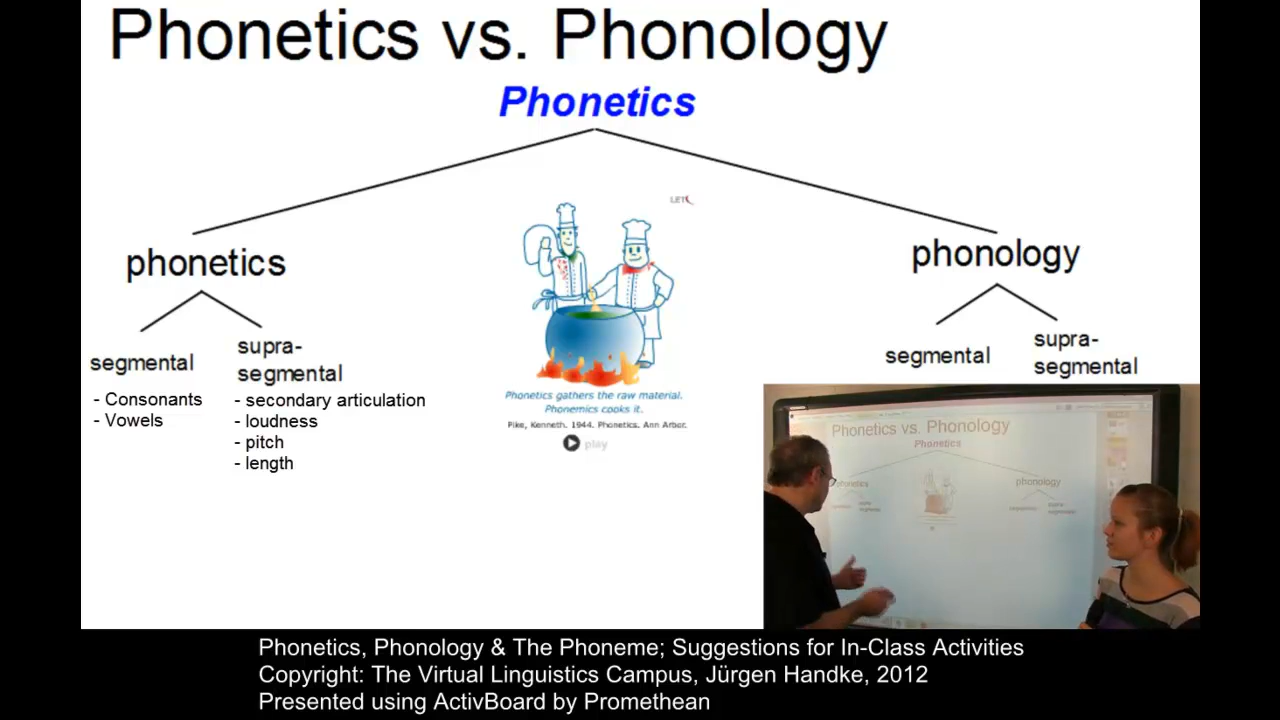 Phonetics vs. Phonology
Phonetics
LET
phonetics
phonology
segmental
supra-
segmental
- Consonants
- Vowels
- secondary articulation
- loudness
- pitch
- length
Phonetics gathers the raw material.
Phonemics cooks it.
Pike, Kenneth. 1944. Phonetics. Ann Arbor.
play
segmental
supra-
segmental
Phonetics vs. Phonology
Phonetics
phonetics
phonology
Phonetics, Phonology & The Phoneme; Suggestions for In-Class Activities
Copyright: The Virtual Linguistics Campus, Jürgen Handke, 2012
Presented using ActivBoard by Promethean